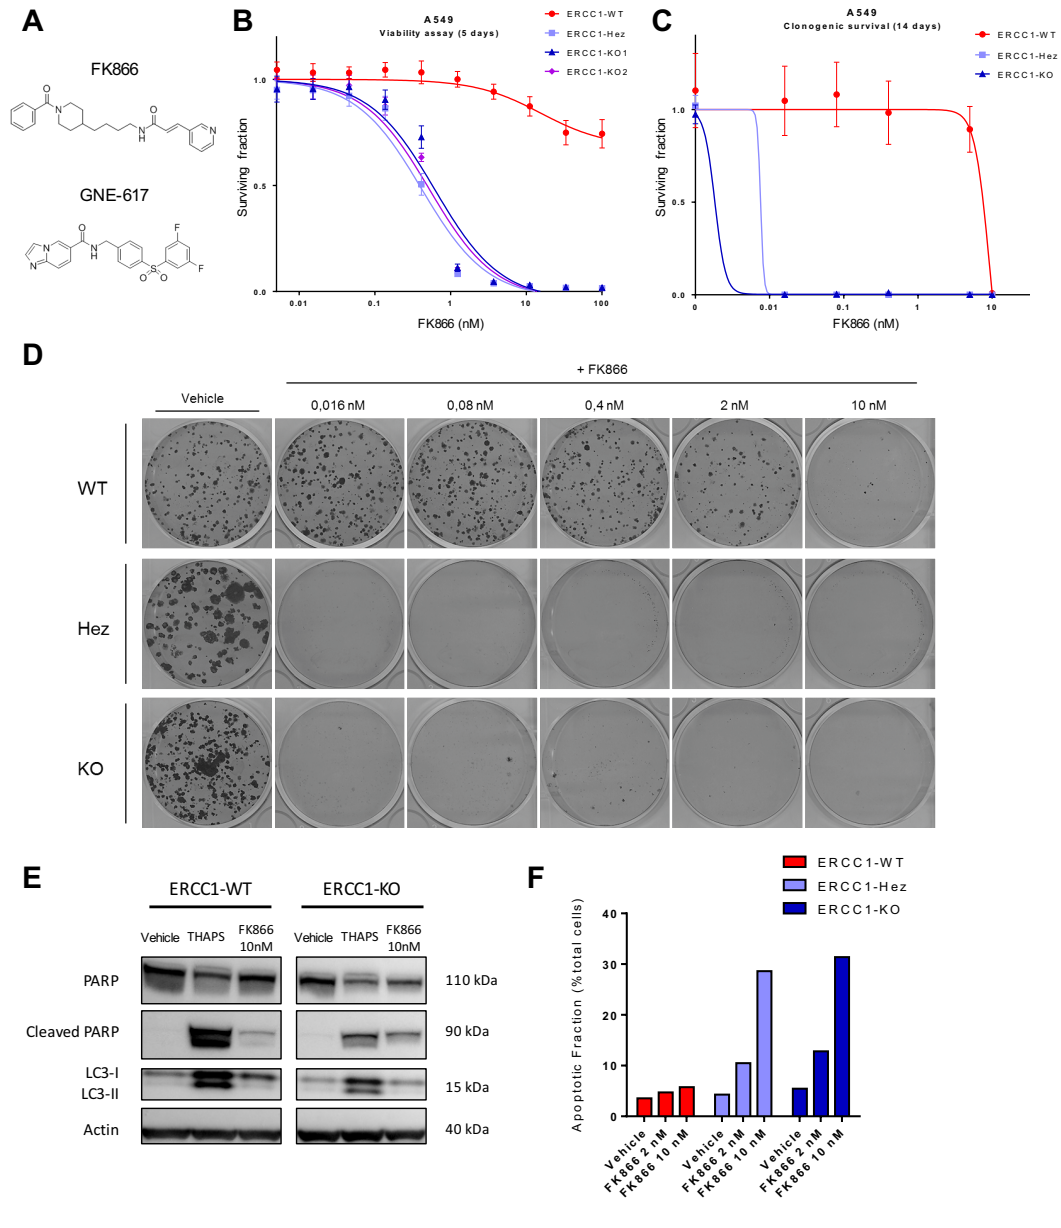 A
FK866
O
N
N
H
O
N
GNE-617
N
N
O
N
H
S
O
O
F
F
B
A549
Viability assay (5 days)
ERCC1-WT
ERCC1-Hez
ERCC1-KO1
ERCC1-KO2
Surviving fraction
1.0
0.5
0.0
0.01
0.1
1
10
100
FK866 (nM)
C
A549
Clonogenic survival (14 days)
ERCC1-WT
ERCC1-Hez
ERCC1-KO
Surviving fraction
1.0
0.5
0.0
0
0.01
0.1
1
10
FK866 (nM)
D
+ FK866
Vehicle
0,016 nM
0,08 nM
0,4 nM
2 nM
10 nM
WT
Hez
KO
E
ERCC1-WT
ERCC1-KO
Vehicle
THAPS
FK866
10nM
Vehicle
THAPS
FK866
10nM
PARP
110 kDa
Cleaved PARP
90 kDa
LC3-I
LC3-II
15 kDa
Actin
40 kDa
F
ERCC1-WT
ERCC1-Hez
ERCC1-KO
Apoptotic Fraction (%total cells)
40
30
20
10
0
Vehicle
FK866 2 nM
FK866 10 nM
Vehicle
FK866 2 nM
FK866 10 nM
Vehicle
FK866 2 nM
FK866 10 nM